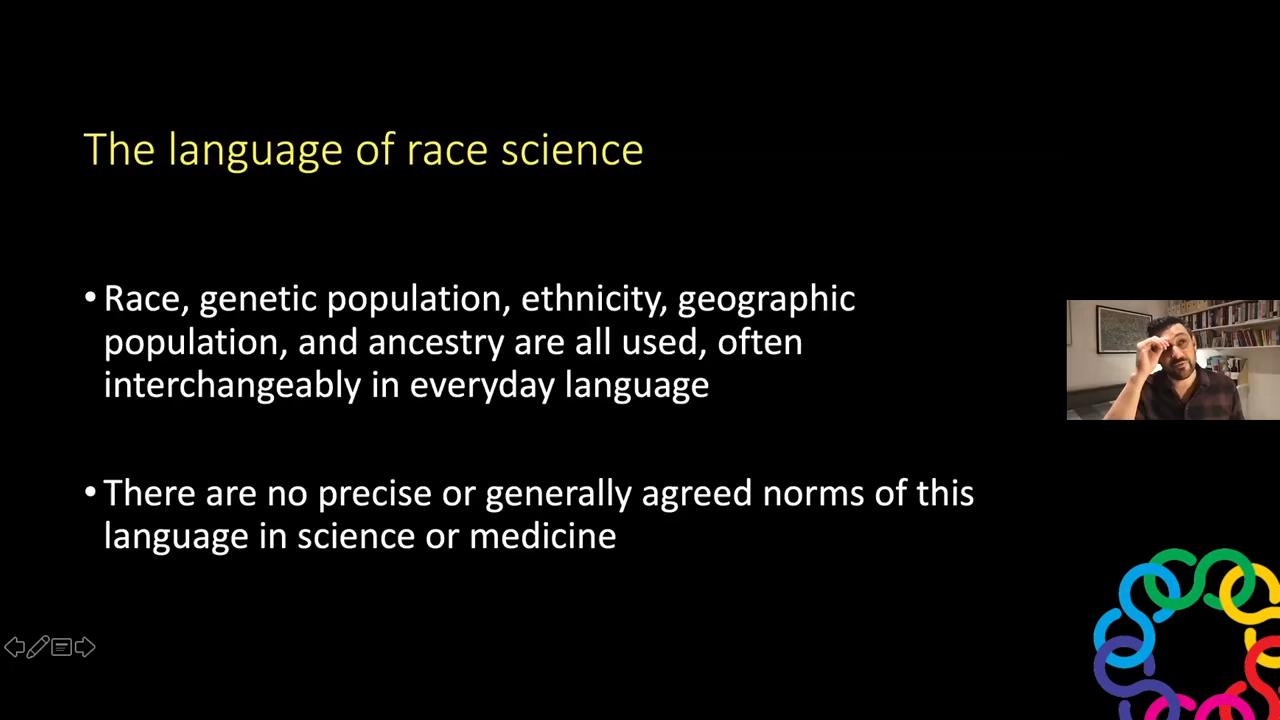 The language of race science
• Race, genetic population, ethnicity, geographic
population, and ancestry are all used, often
interchangeably in everyday language
• There are no precise or generally agreed norms of this
language in science or medicine